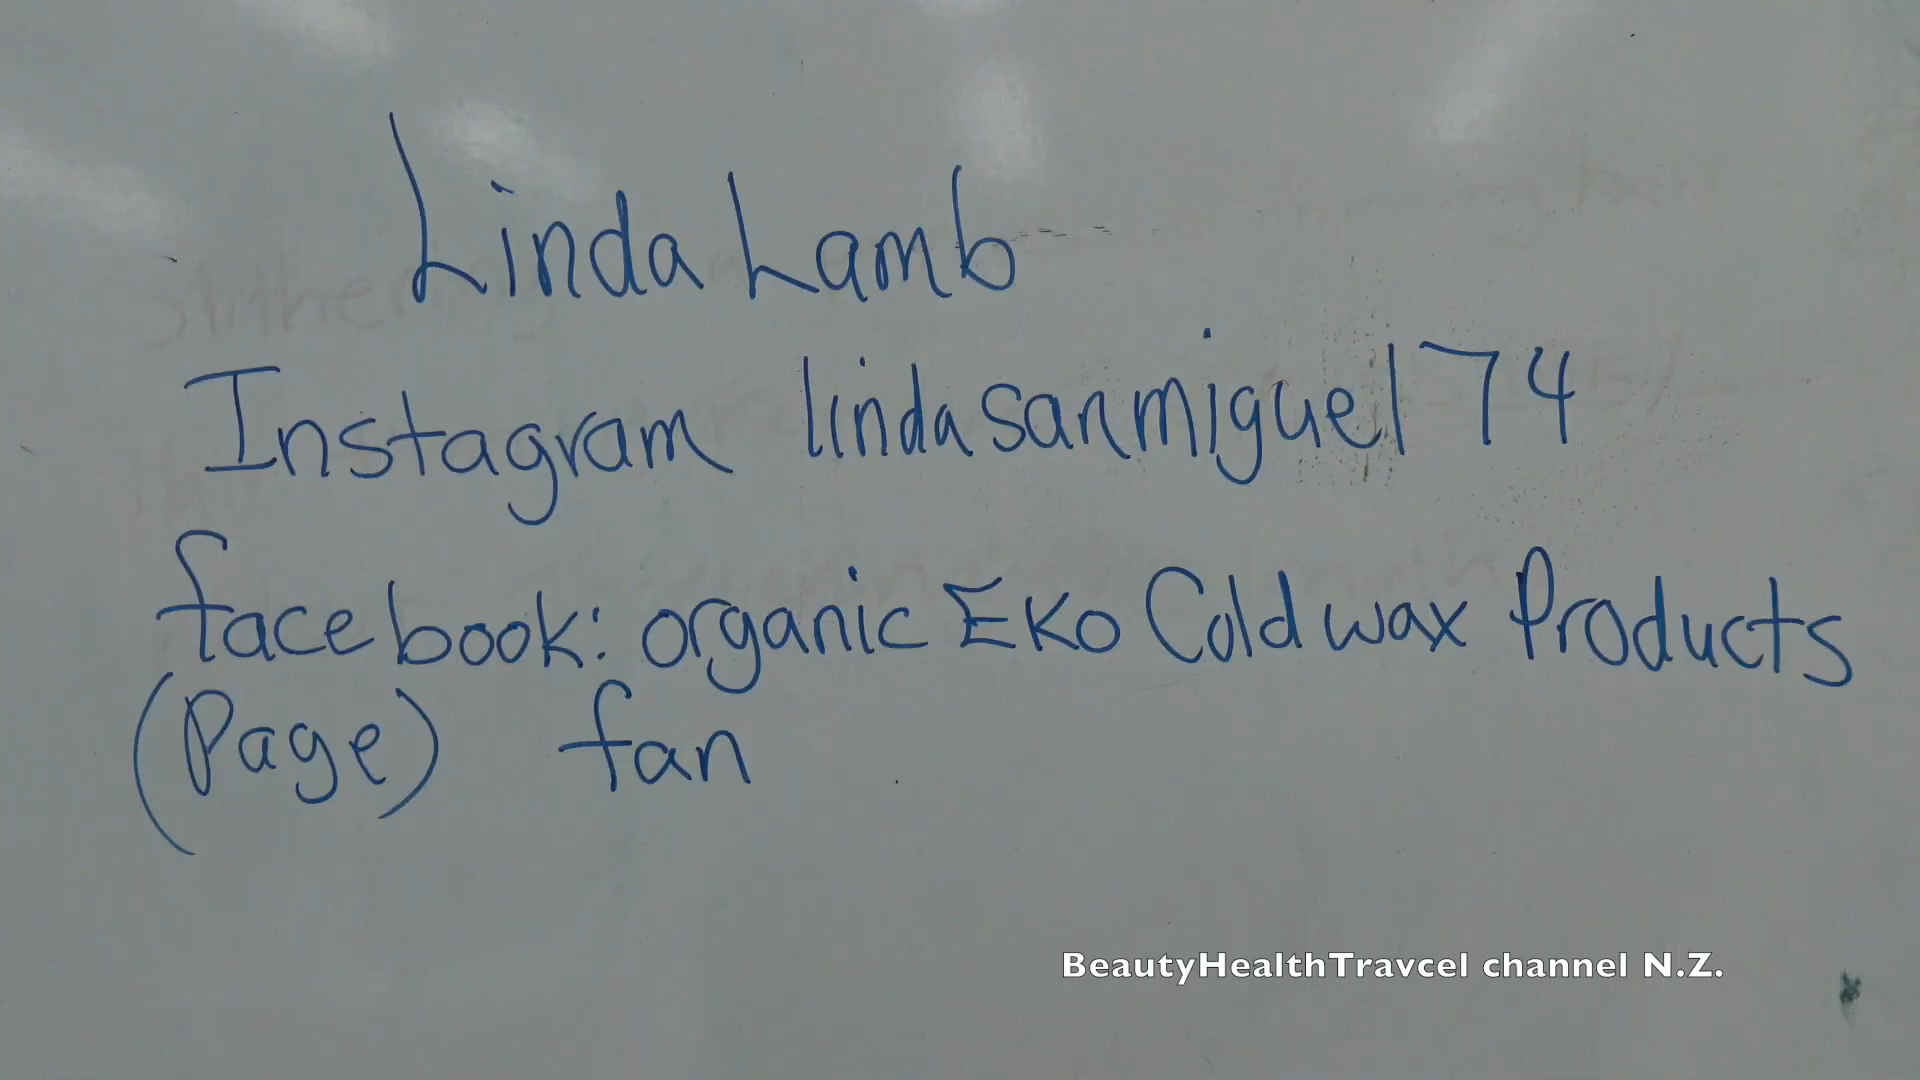 Linda Lamb
Instagram lindasanmiguel74
facebook: organic EKO Cold wax Products
(Page) fan
BeautyHealthTravcel channel N.Z.